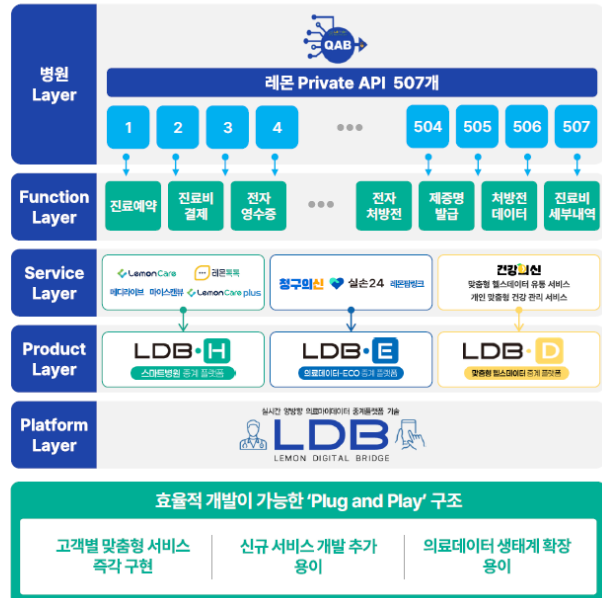 병원
Layer
QAB
레몬 Private API 507개
1
2
3
4
504
505
506
507
Function
Layer
진료예약
진료비
결제
전자
영수증
전자
처방전
제증명
발급
처방전
데이터
진료비
세부내역
Service
Layer
LemonCare
레몬톡톡
메디라이브
마이스캔뷰
LemonCare plus
청구의신
실손24
레몬팜링크
건강의신
맞춤형 헬스데이터 유통 서비스
개인 맞춤형 건강 관리 서비스
Product
Layer
LDB·H
스마트병원 중계 플랫폼
LDB·E
의료데이터-ECO 중계 플랫폼
LDB·D
맞춤형 헬스데이터 중계 플랫폼
Platform
Layer
실시간 양방향 의료마이데이터 중계플랫폼 기술
LDB
LEMON DIGITAL BRIDGE
효율적 개발이 가능한 ‘Plug and Play’ 구조
고객별 맞춤형 서비스
즉각 구현
신규 서비스 개발 추가
용이
의료데이터 생태계 확장
용이